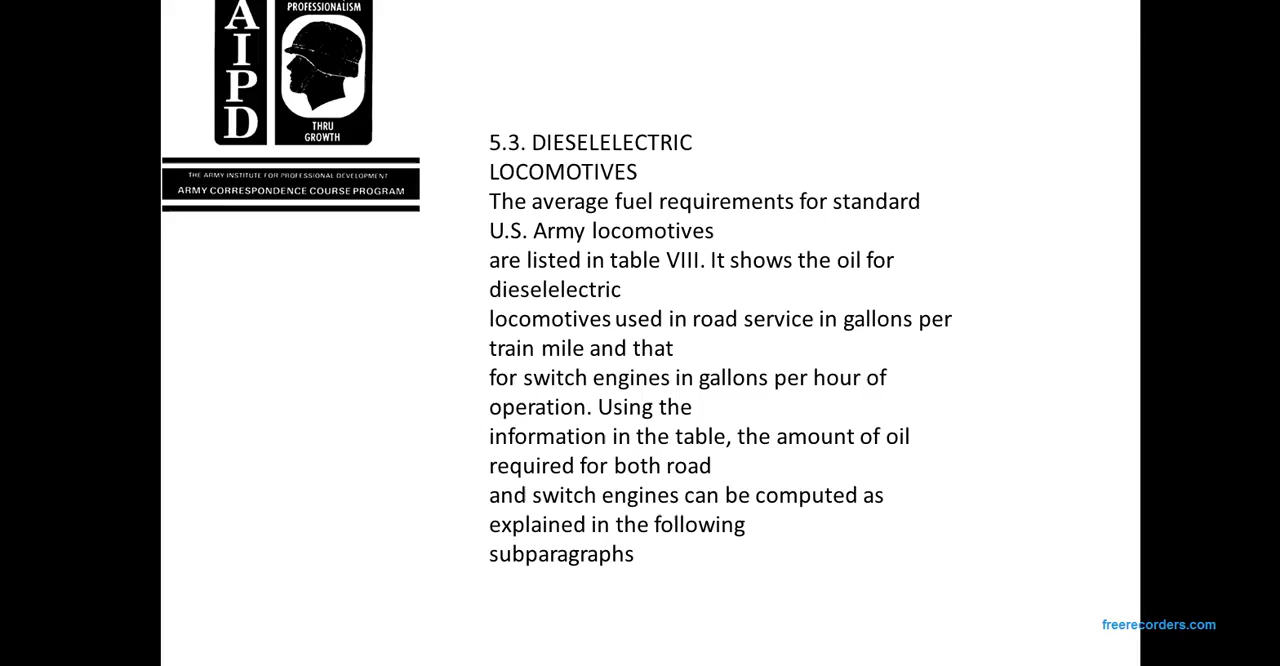 AIPD
PROFESSIONALISM
THRU
GROWTH
THE ARMY INSTITUTE FOR PROFESSIONAL DEVELOPMENT
ARMY CORRESPONDENCE COURSE PROGRAM
5.3. DIESELELECTRIC
LOCOMOTIVES
The average fuel requirements for standard
U.S. Army locomotives
are listed in table VIII. It shows the oil for
dieselelectric
locomotives used in road service in gallons per
train mile and that
for switch engines in gallons per hour of
operation. Using the
information in the table, the amount of oil
required for both road
and switch engines can be computed as
explained in the following
subparagraphs
freerecorders.com